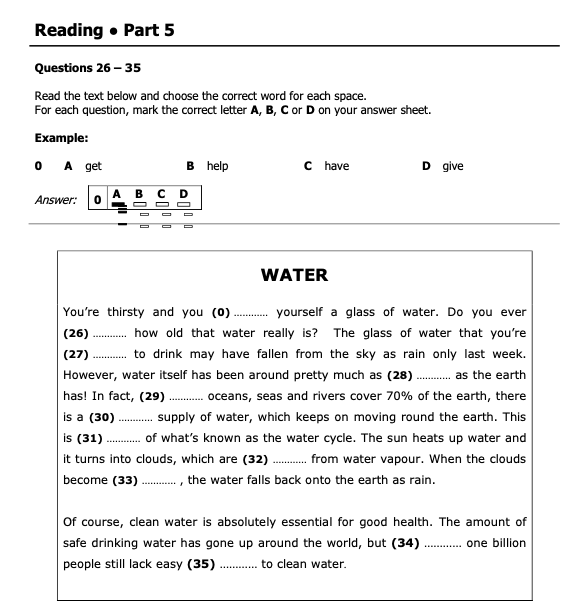 Reading ● Part 5
Questions 26 – 35
Read the text below and choose the correct word for each space.
For each question, mark the correct letter A, B, C or D on your answer sheet.
Example:
0 A get B help C have D give
Answer: 0 A B C D
WATER
You're thirsty and you (0) ............ yourself a glass of water. Do you ever
(26) ............ how old that water really is? The glass of water that you're
(27) ............ to drink may have fallen from the sky as rain only last week.
However, water itself has been around pretty much as (28) ............ as the earth
has! In fact, (29) ............ oceans, seas and rivers cover 70% of the earth, there
is a (30) ............ supply of water, which keeps on moving round the earth. This
is (31) ............ of what's known as the water cycle. The sun heats up water and
it turns into clouds, which are (32) ............ from water vapour. When the clouds
become (33) ............ , the water falls back onto the earth as rain.
Of course, clean water is absolutely essential for good health. The amount of
safe drinking water has gone up around the world, but (34) ............ one billion
people still lack easy (35) ............ to clean water.